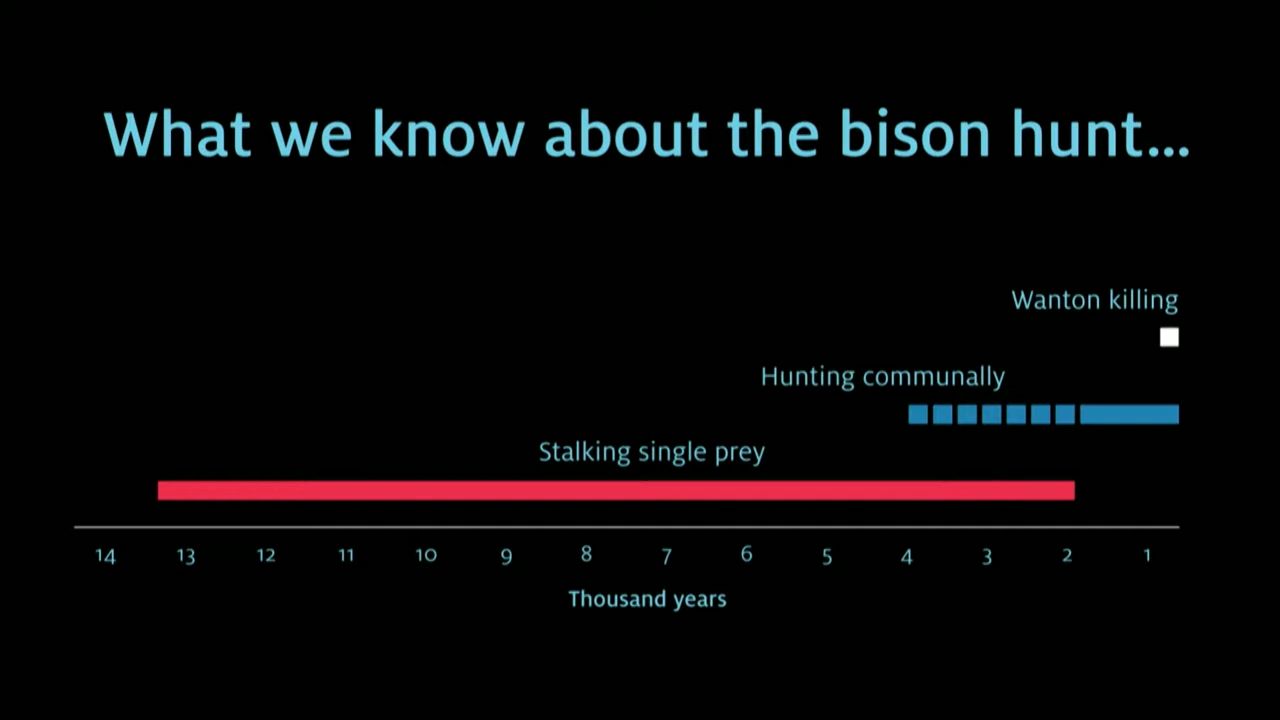 What we know about the bison hunt...
Wanton killing
Hunting communally
Stalking single prey
14 13 12 11 10 9 8 7 6 5 4 3 2 1
Thousand years